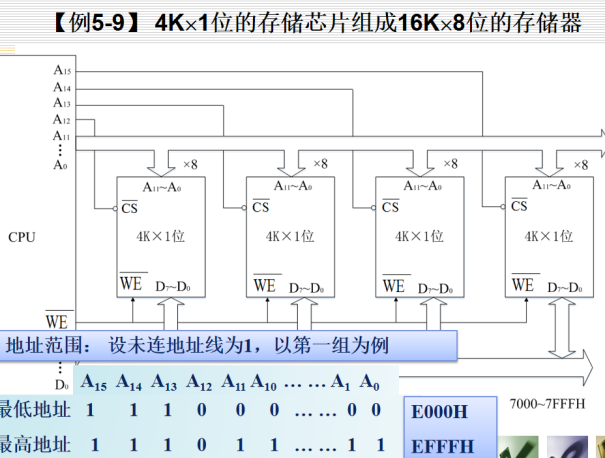 【例5-9】 4K×1位的存储芯片组成16K×8位的存储器
A15
A14
A13
A12
A11
⋮
A0
×8 ×8 ×8 ×8
A11~A0 A11~A0 A11~A0 A11~A0
CS CS CS CS
CPU
4K×1位 4K×1位 4K×1位 4K×1位
WE D7~D0 WE D7~D0 WE D7~D0 WE D7~D0
WE
地址范围： 设未连地址线为1，以第一组为例
D0
A15 A14 A13 A12 A11 A10 … … A1 A0
7000~7FFFH
最低地址 1 1 1 0 0 0 … … 0 0 E000H
最高地址 1 1 1 0 1 1 … … 1 1 EFFFH